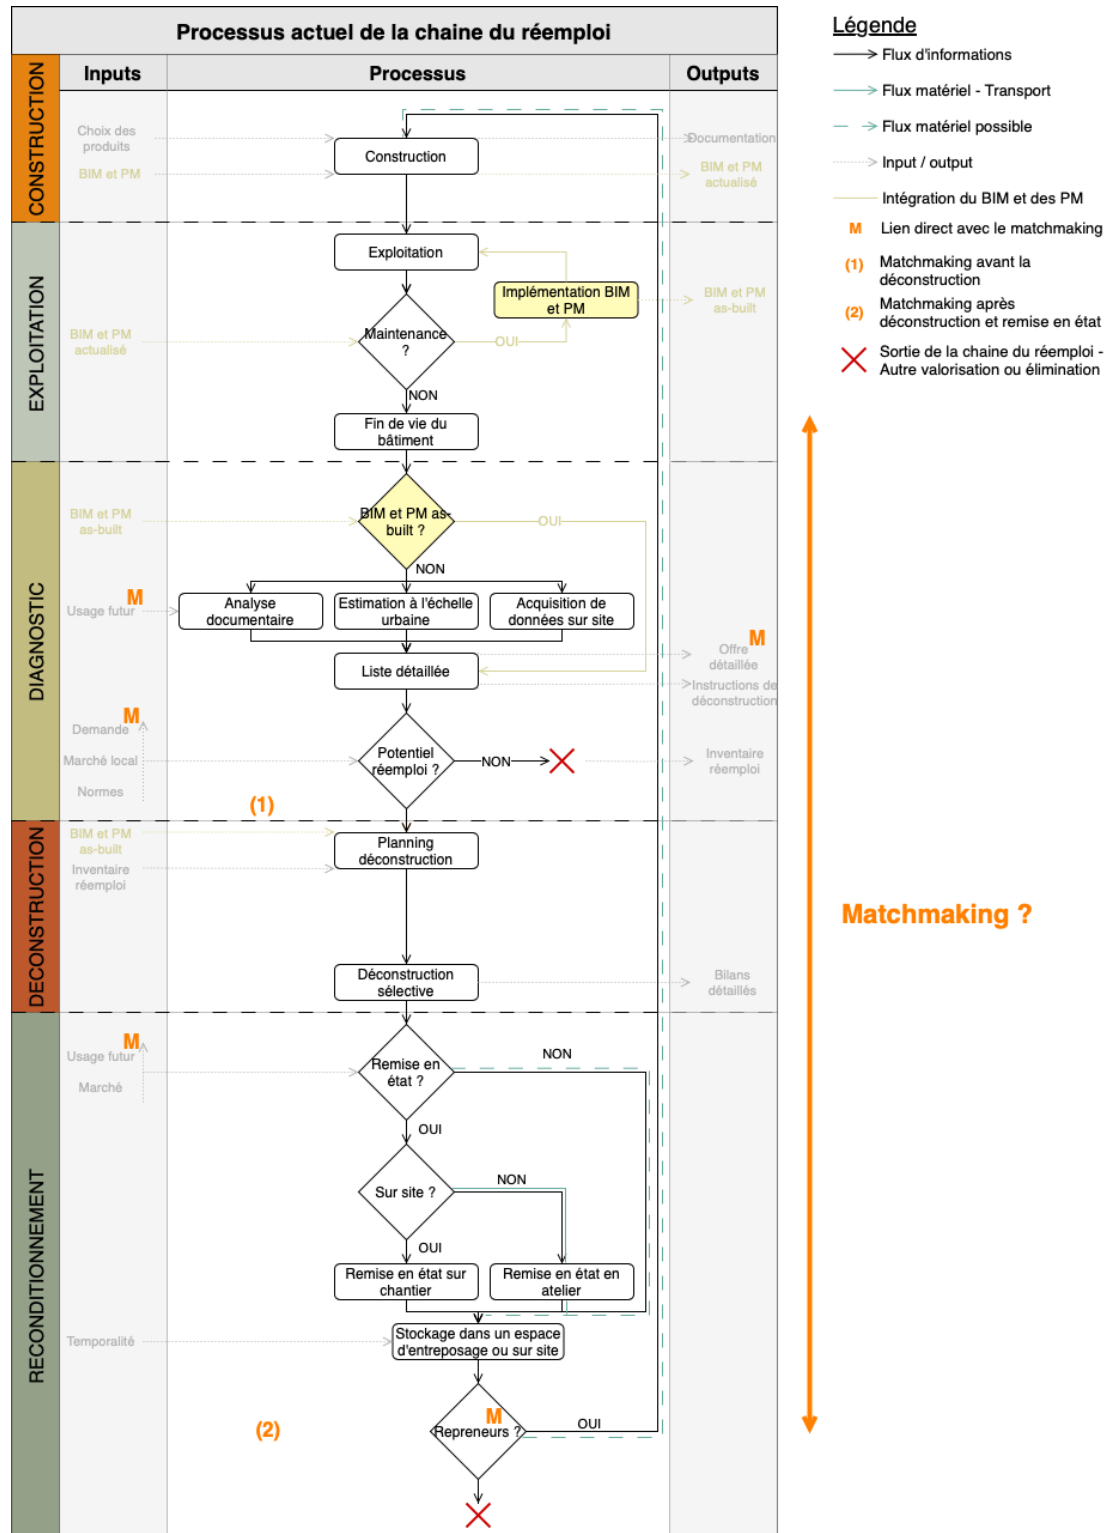 Processus actuel de la chaine du réemploi
Inputs
Processus
Outputs
CONSTRUCTION
Choix des
produits
BIM et PM
Construction
Documentation
BIM et PM
actualisé
EXPLOITATION
Exploitation
Implémentation BIM
et PM
BIM et PM
as-built
BIM et PM
actualisé
Maintenance
?
OUI
NON
Fin de vie du
bâtiment
DIAGNOSTIC
BIM et PM
as-built
BIM et PM as-
built ?
OUI
NON
M
Usage futur
Analyse
documentaire
Estimation à l'échelle
urbaine
Acquisition de
données sur site
Liste détaillée
M
Offre
détaillée
Instructions de
déconstruction
M
Demande
Marché local
Normes
Potentiel
réemploi ?
NON
Inventaire
réemploi
(1)
DECONSTRUCTION
BIM et PM
as-built
Inventaire
réemploi
Planning
déconstruction
Déconstruction
sélective
Bilans
détaillés
RECONDITIONNEMENT
M
Usage futur
Marché
Remise en
état ?
NON
OUI
Sur site ?
NON
OUI
Remise en état sur
chantier
Remise en état en
atelier
Temporalité
Stockage dans un espace
d'entreposage ou sur site
(2)
M
Repreneurs ?
OUI
Légende
Flux d'informations
Flux matériel - Transport
Flux matériel possible
Input / output
Intégration du BIM et des PM
M
Lien direct avec le matchmaking
(1)
Matchmaking avant la
déconstruction
(2)
Matchmaking après
déconstruction et remise en état
Sortie de la chaine du réemploi -
Autre valorisation ou élimination
Matchmaking ?